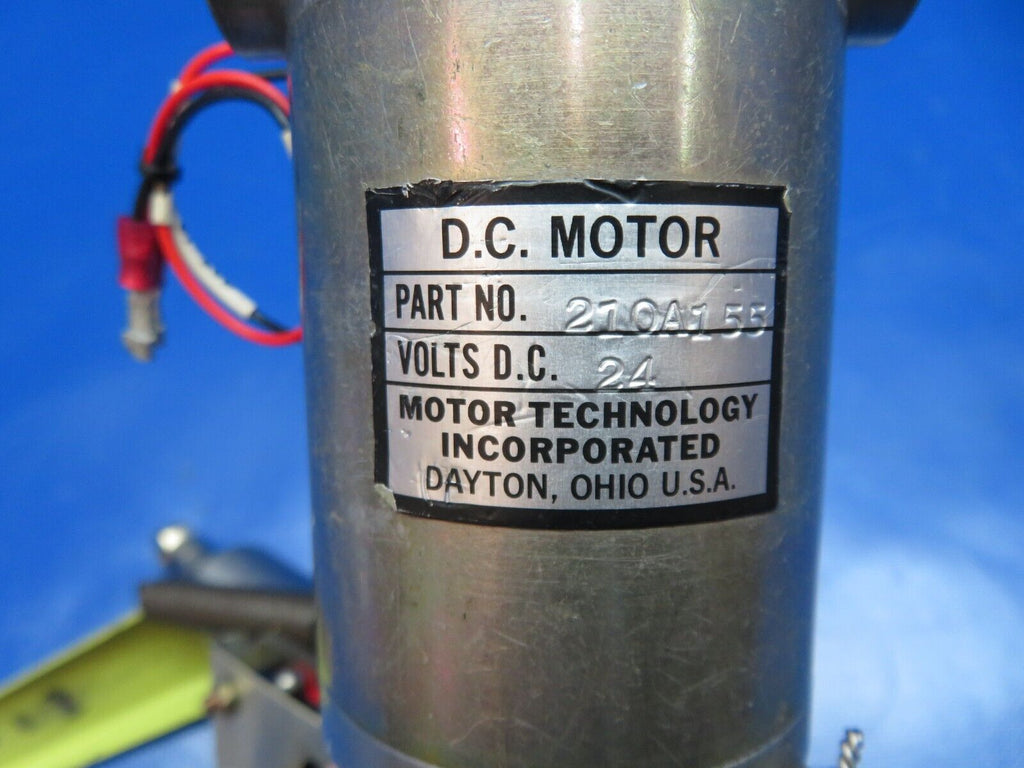 D.C. MOTOR
PART NO. 210A155
VOLTS D.C. 24
MOTOR TECHNOLOGY
INCORPORATED
DAYTON, OHIO U.S.A.